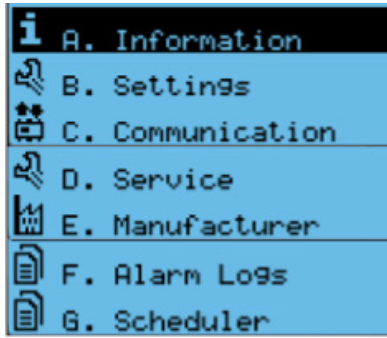 A. Information
B. Settings
C. Communication
D. Service
E. Manufacturer
F. Alarm Logs
G. Scheduler